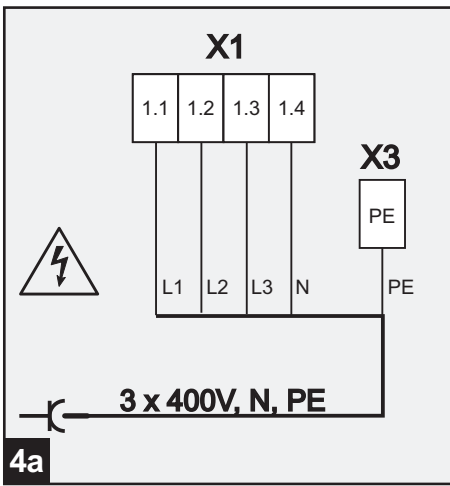 X1
1.1 1.2 1.3 1.4
X3
PE
L1 L2 L3 N PE
3 x 400V, N, PE
4a